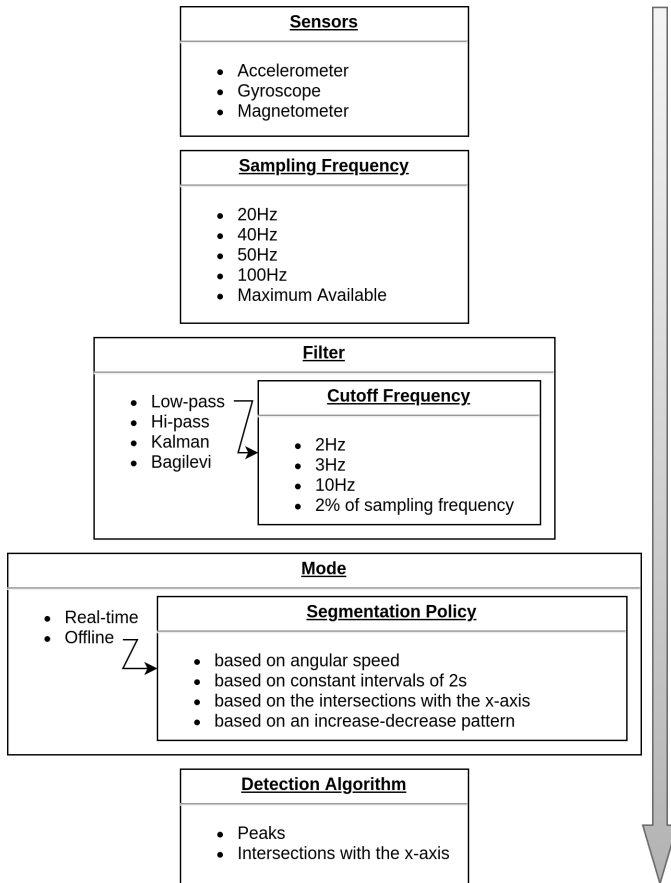 Sensors
• Accelerometer
• Gyroscope
• Magnetometer
Sampling Frequency
• 20Hz
• 40Hz
• 50Hz
• 100Hz
• Maximum Available
Filter
• Low-pass
• Hi-pass
• Kalman
• Bagilevi
Cutoff Frequency
• 2Hz
• 3Hz
• 10Hz
• 2% of sampling frequency
Mode
• Real-time
• Offline
Segmentation Policy
• based on angular speed
• based on constant intervals of 2s
• based on the intersections with the x-axis
• based on an increase-decrease pattern
Detection Algorithm
• Peaks
• Intersections with the x-axis